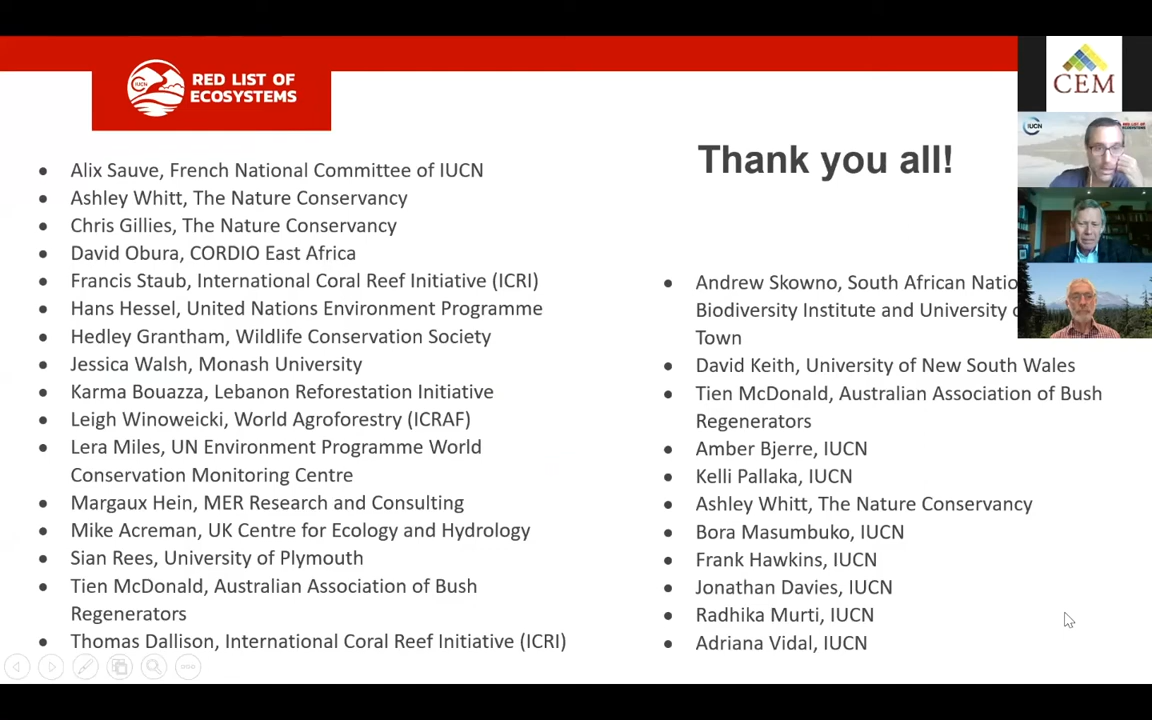 RED LIST OF
ECOSYSTEMS
IUCN
Thank you all!
Alix Sauve, French National Committee of IUCN
Ashley Whitt, The Nature Conservancy
Chris Gillies, The Nature Conservancy
David Obura, CORDIO East Africa
Francis Staub, International Coral Reef Initiative (ICRI)
Hans Hessel, United Nations Environment Programme
Hedley Grantham, Wildlife Conservation Society
Jessica Walsh, Monash University
Karma Bouazza, Lebanon Reforestation Initiative
Leigh Winoweicki, World Agroforestry (ICRAF)
Lera Miles, UN Environment Programme World
Conservation Monitoring Centre
Margaux Hein, MER Research and Consulting
Mike Acreman, UK Centre for Ecology and Hydrology
Sian Rees, University of Plymouth
Tien McDonald, Australian Association of Bush
Regenerators
Thomas Dallison, International Coral Reef Initiative (ICRI)
Andrew Skowno, South African
Biodiversity Institute and University
Town
David Keith, University of New South Wales
Tien McDonald, Australian Association of Bush
Regenerators
Amber Bjerre, IUCN
Kelli Pallaka, IUCN
Ashley Whitt, The Nature Conservancy
Bora Masumbuko, IUCN
Frank Hawkins, IUCN
Jonathan Davies, IUCN
Radhika Murti, IUCN
Adriana Vidal, IUCN
CEM
IUCN
RED LIST OF
ECOSYSTEMS